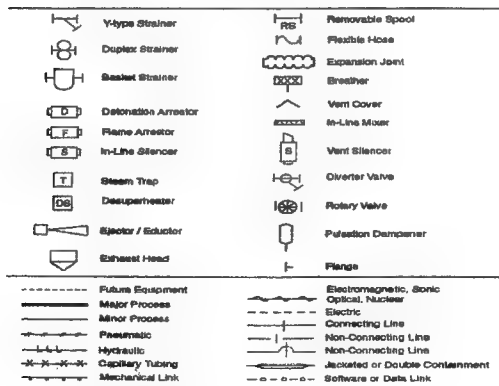 Y-type Strainer
Duplex Strainer
Basket Strainer
D Detonation Arrestor
F Flame Arrestor
S In-Line Silencer
T Steam Trap
DS Desuperheater
Ejector / Eductor
Exhaust Head
RS Removable Spool
Flexible Hose
Expansion Joint
Breather
Vent Cover
In-Line Mixer
S Vent Silencer
Diverter Valve
Rotary Valve
Pulsation Dampener
Flange
Future Equipment
Major Process
Minor Process
Pneumatic
Hydraulic
Capillary Tubing
Mechanical Link
Electromagnetic, Sonic
Optical, Nuclear
Electric
Connecting Line
Non-Connecting Line
Non-Connecting Line
Jacketed or Double Containment
Software or Data Link